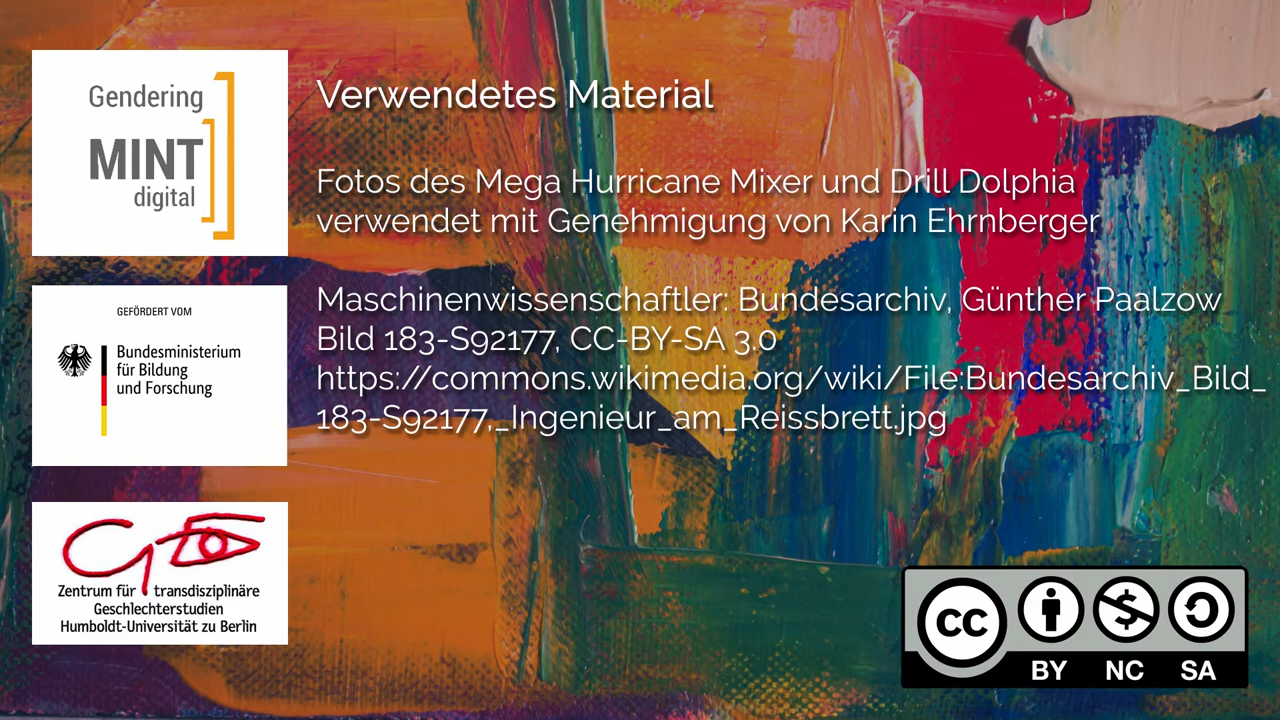 Gendering
MINT
digital
Verwendetes Material
Fotos des Mega Hurricane Mixer und Drill Dolphia
verwendet mit Genehmigung von Karin Ehrnberger
GEFÖRDERT VOM
Bundesministerium
für Bildung
und Forschung
Maschinenwissenschaftler: Bundesarchiv, Günther Paalzow
Bild 183-S92177, CC-BY-SA 3.0
https://commons.wikimedia.org/wiki/File:Bundesarchiv_Bild_
183-S92177,_Ingenieur_am_Reissbrett.jpg
Zentrum für transdisziplinäre
Geschlechterstudien
Humboldt-Universität zu Berlin
CC
BY NC SA